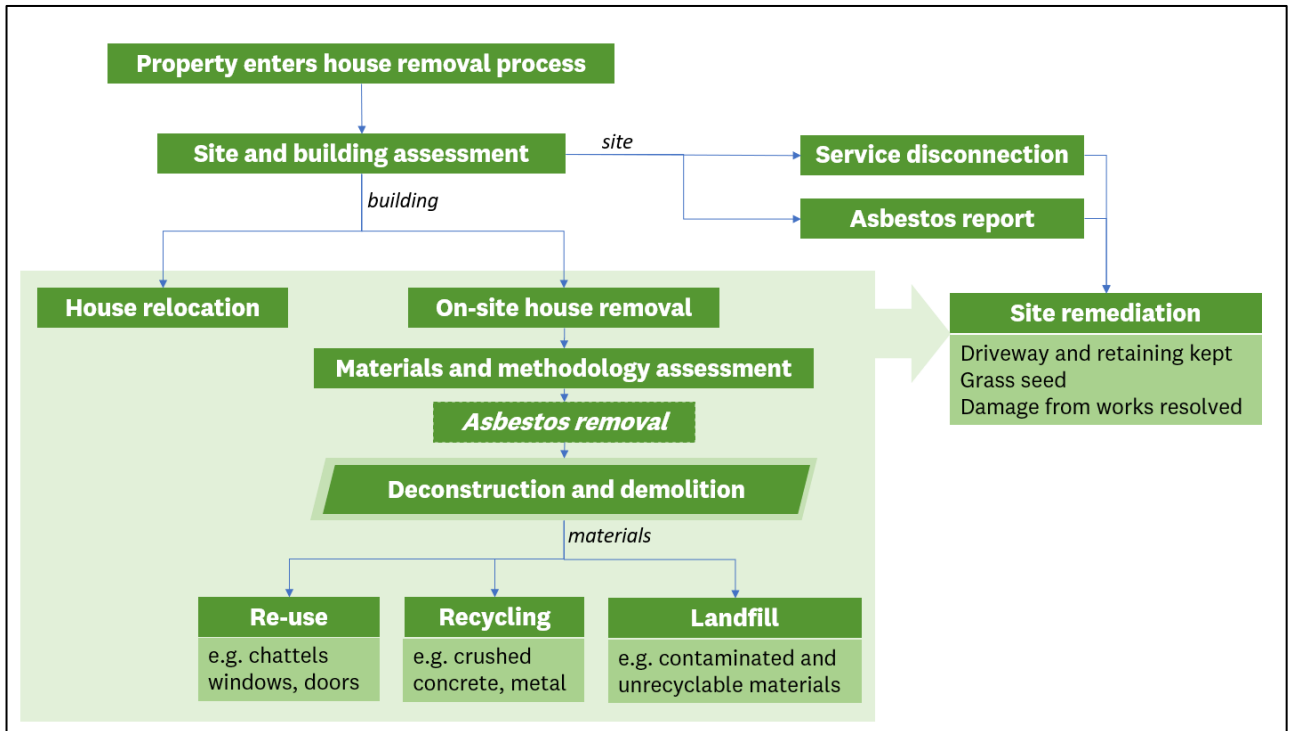 Property enters house removal process
Site and building assessment
site
Service disconnection
Asbestos report
building
House relocation
On-site house removal
Site remediation
Driveway and retaining kept
Grass seed
Damage from works resolved
Materials and methodology assessment
Asbestos removal
Deconstruction and demolition
materials
Re-use
e.g. chattels
windows, doors
Recycling
e.g. crushed
concrete, metal
Landfill
e.g. contaminated and
unrecyclable materials